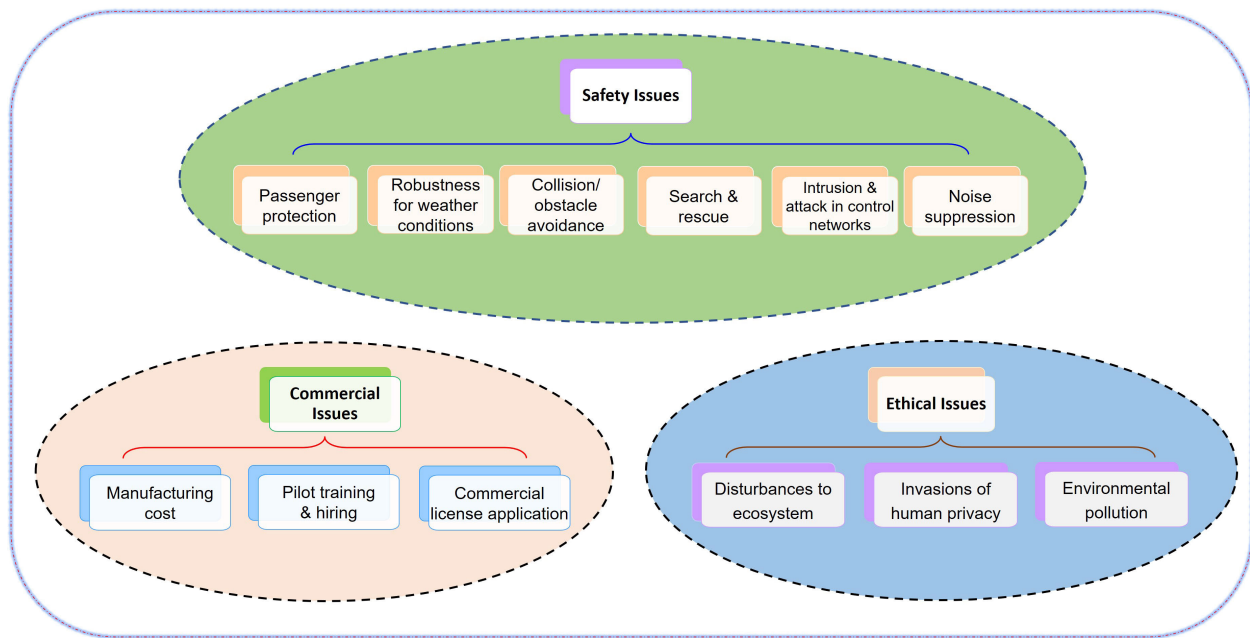 Safety Issues
Passenger
protection
Robustness
for weather
conditions
Collision/
obstacle
avoidance
Search &
rescue
Intrusion &
attack in control
networks
Noise
suppression
Commercial
Issues
Manufacturing
cost
Pilot training
& hiring
Commercial
license application
Ethical Issues
Disturbances to
ecosystem
Invasions of
human privacy
Environmental
pollution